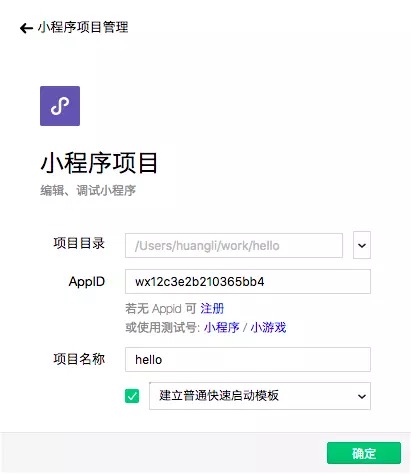 小程序项目管理
小程序项目
编辑、调试小程序
项目目录 /Users/huangli/work/hello
AppID wx12c3e2b210365bb4
若无 Appid 可 注册
或使用测试号: 小程序 / 小游戏
项目名称 hello
建立普通快速启动模板
确定